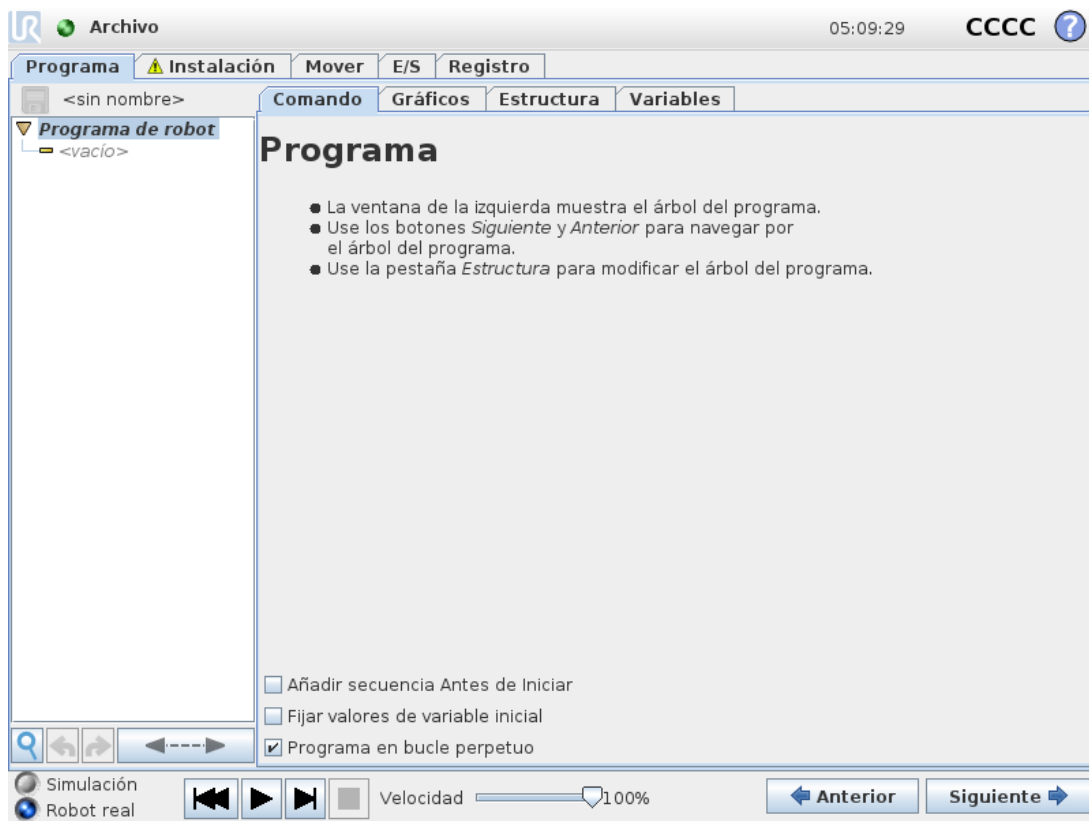 UR Archivo 05:09:29 CCCC ?
Programa Instalación Mover E/S Registro
<sin nombre> Comando Gráficos Estructura Variables
Programa de robot
<vacío>
Programa
La ventana de la izquierda muestra el árbol del programa.
Use los botones Siguiente y Anterior para navegar por
el árbol del programa.
Use la pestaña Estructura para modificar el árbol del programa.
Añadir secuencia Antes de Iniciar
Fijar valores de variable inicial
Programa en bucle perpetuo
Simulación
Robot real
Velocidad 100% Anterior Siguiente